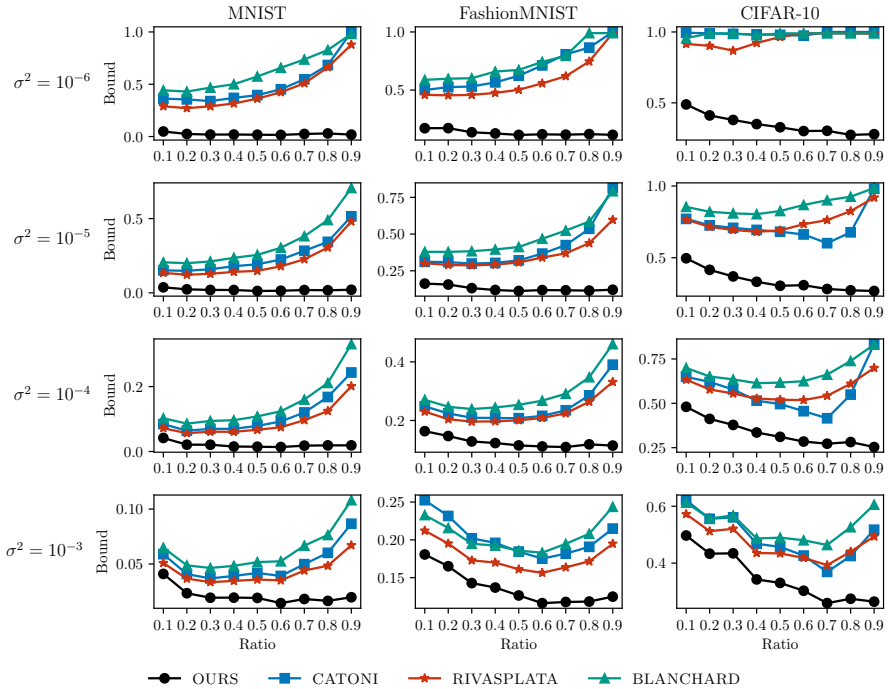 MNIST FashionMNIST CIFAR-10
σ² = 10⁻⁶
Bound
1.0
0.5
0.0
0.1 0.2 0.3 0.4 0.5 0.6 0.7 0.8 0.9
1.0
0.5
0.1 0.2 0.3 0.4 0.5 0.6 0.7 0.8 0.9
1.0
0.5
0.1 0.2 0.3 0.4 0.5 0.6 0.7 0.8 0.9
σ² = 10⁻⁵
Bound
0.5
0.0
0.1 0.2 0.3 0.4 0.5 0.6 0.7 0.8 0.9
0.75
0.50
0.25
0.1 0.2 0.3 0.4 0.5 0.6 0.7 0.8 0.9
1.0
0.5
0.1 0.2 0.3 0.4 0.5 0.6 0.7 0.8 0.9
σ² = 10⁻⁴
Bound
0.2
0.0
0.1 0.2 0.3 0.4 0.5 0.6 0.7 0.8 0.9
0.4
0.2
0.1 0.2 0.3 0.4 0.5 0.6 0.7 0.8 0.9
0.75
0.50
0.25
0.1 0.2 0.3 0.4 0.5 0.6 0.7 0.8 0.9
σ² = 10⁻³
Bound
0.10
0.05
0.1 0.2 0.3 0.4 0.5 0.6 0.7 0.8 0.9
Ratio
0.25
0.20
0.15
0.1 0.2 0.3 0.4 0.5 0.6 0.7 0.8 0.9
Ratio
0.6
0.4
0.1 0.2 0.3 0.4 0.5 0.6 0.7 0.8 0.9
Ratio
OURS CATONI RIVASPLATA BLANCHARD